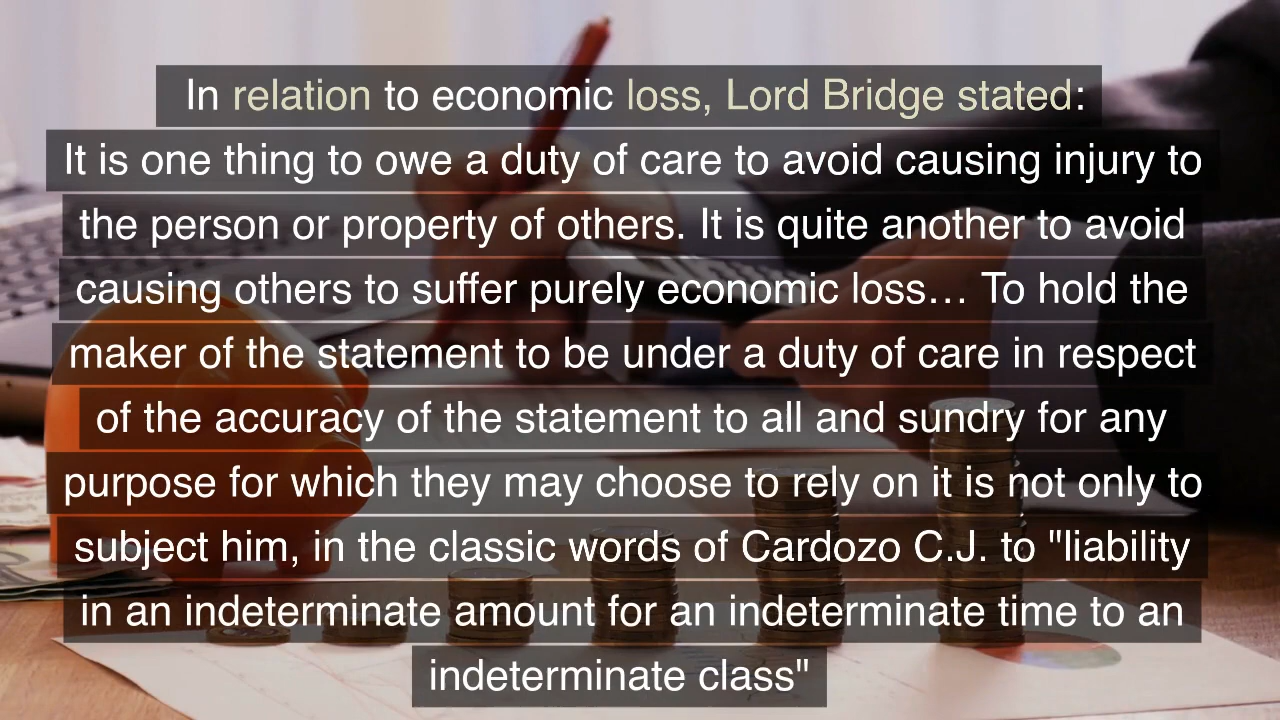 In relation to economic loss, Lord Bridge stated:
It is one thing to owe a duty of care to avoid causing injury to
the person or property of others. It is quite another to avoid
causing others to suffer purely economic loss… To hold the
maker of the statement to be under a duty of care in respect
of the accuracy of the statement to all and sundry for any
purpose for which they may choose to rely on it is not only to
subject him, in the classic words of Cardozo C.J. to "liability
in an indeterminate amount for an indeterminate time to an
indeterminate class"